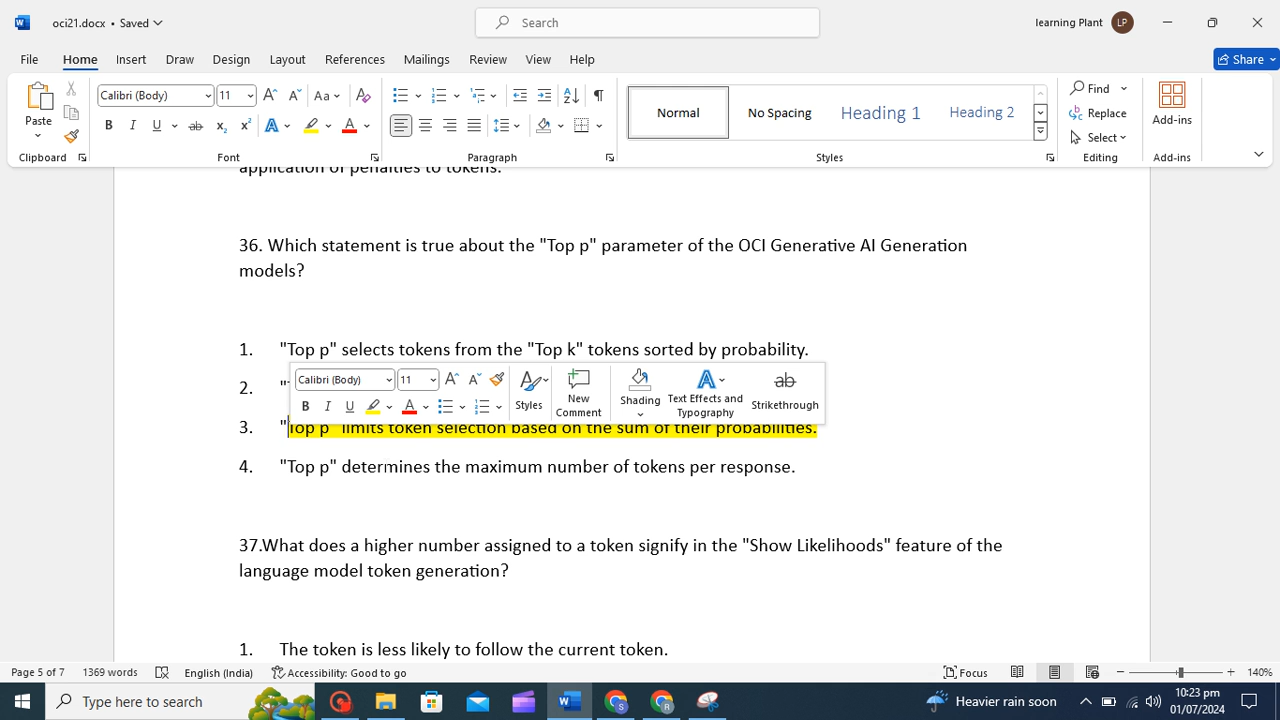 oci21.docx • Saved
Search
learning Plant LP
File Home Insert Draw Design Layout References Mailings Review View Help Share
Paste
Calibri (Body) 11 Aa
Normal No Spacing Heading 1 Heading 2
Find
Replace
Select
Add-ins
Clipboard Font Paragraph Styles Editing Add-ins
application of penalties to tokens.
36. Which statement is true about the "Top p" parameter of the OCI Generative AI Generation
models?
1. "Top p" selects tokens from the "Top k" tokens sorted by probability.
2. "
Calibri (Body) 11
Styles
New Comment
Shading
Text Effects and Typography
Strikethrough
3. "Top p" limits token selection based on the sum of their probabilities.
4. "Top p" determines the maximum number of tokens per response.
37.What does a higher number assigned to a token signify in the "Show Likelihoods" feature of the
language model token generation?
1. The token is less likely to follow the current token.
Page 5 of 7 1369 words English (India) Accessibility: Good to go Focus 140%
Type here to search
Heavier rain soon
10:23 pm
01/07/2024